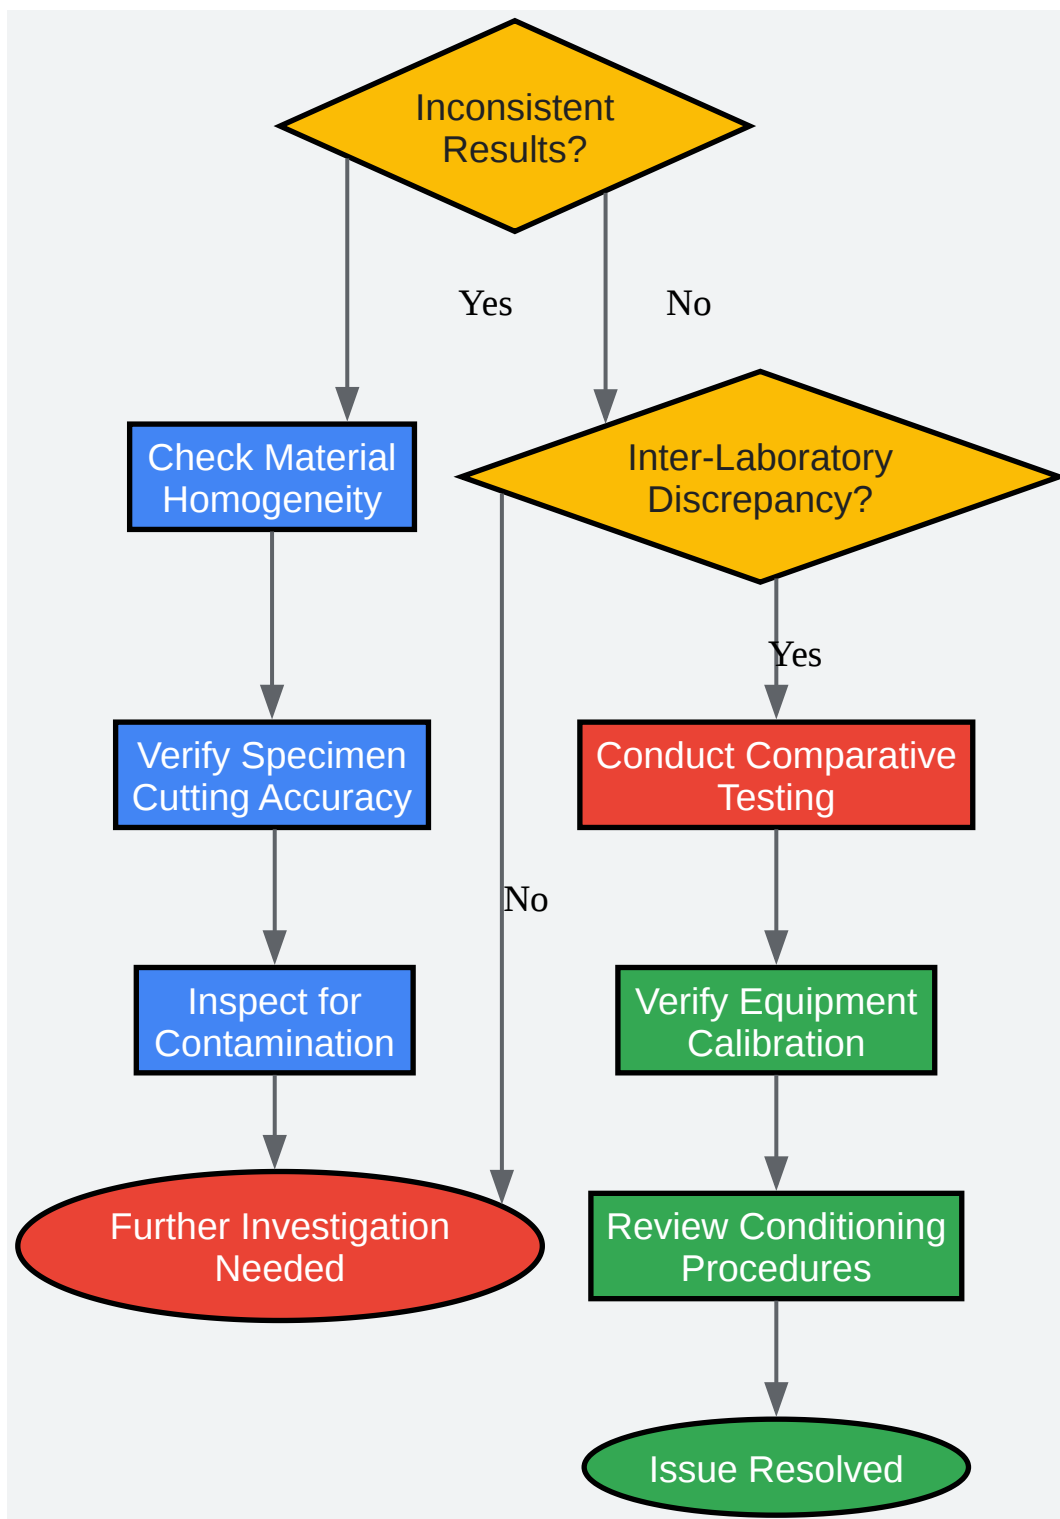 Inconsistent
Results?
Yes
No
Check Material
Homogeneity
Inter-Laboratory
Discrepancy?
Yes
Verify Specimen
Cutting Accuracy
Conduct Comparative
Testing
No
Inspect for
Contamination
Verify Equipment
Calibration
Further Investigation
Needed
Review Conditioning
Procedures
Issue Resolved